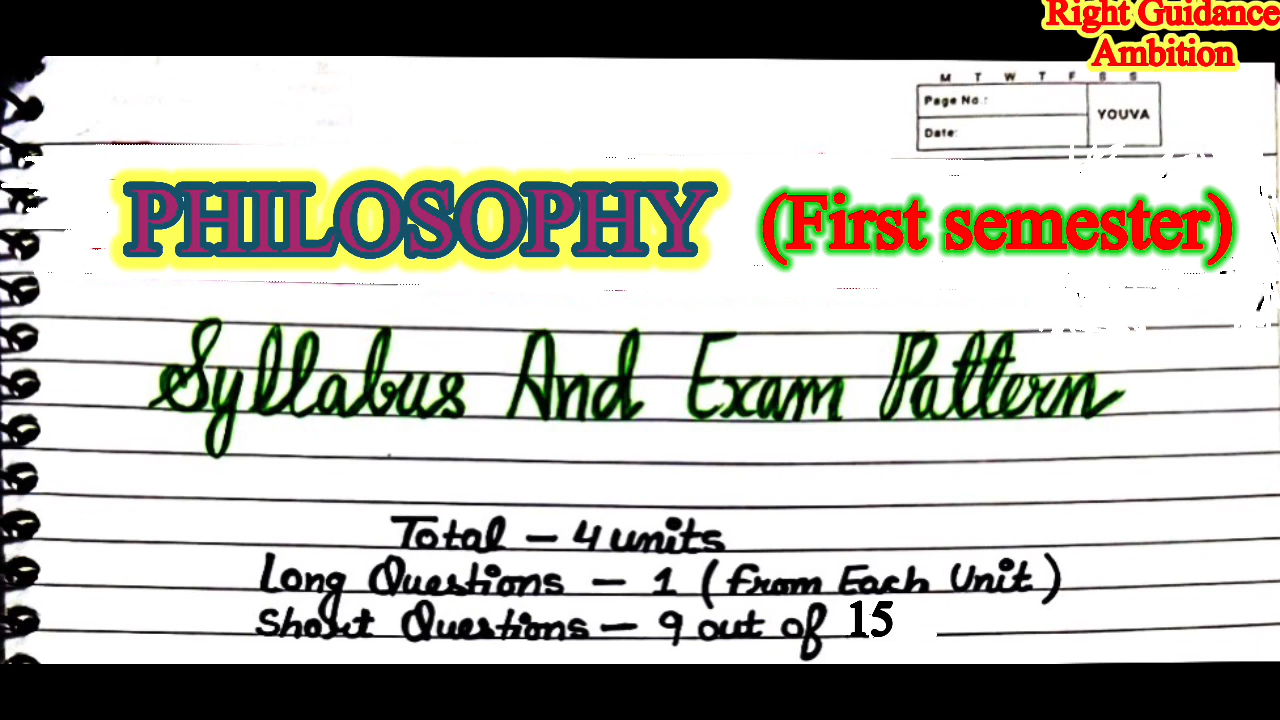 Right Guidance
Ambition
M T W T F S S
Page No.:
YOUVA
Date:
PHILOSOPHY (First semester)
Syllabus And Exam Pattern
Total - 4 units
Long Questions - 1 (from Each Unit)
Short Questions - 9 out of 15